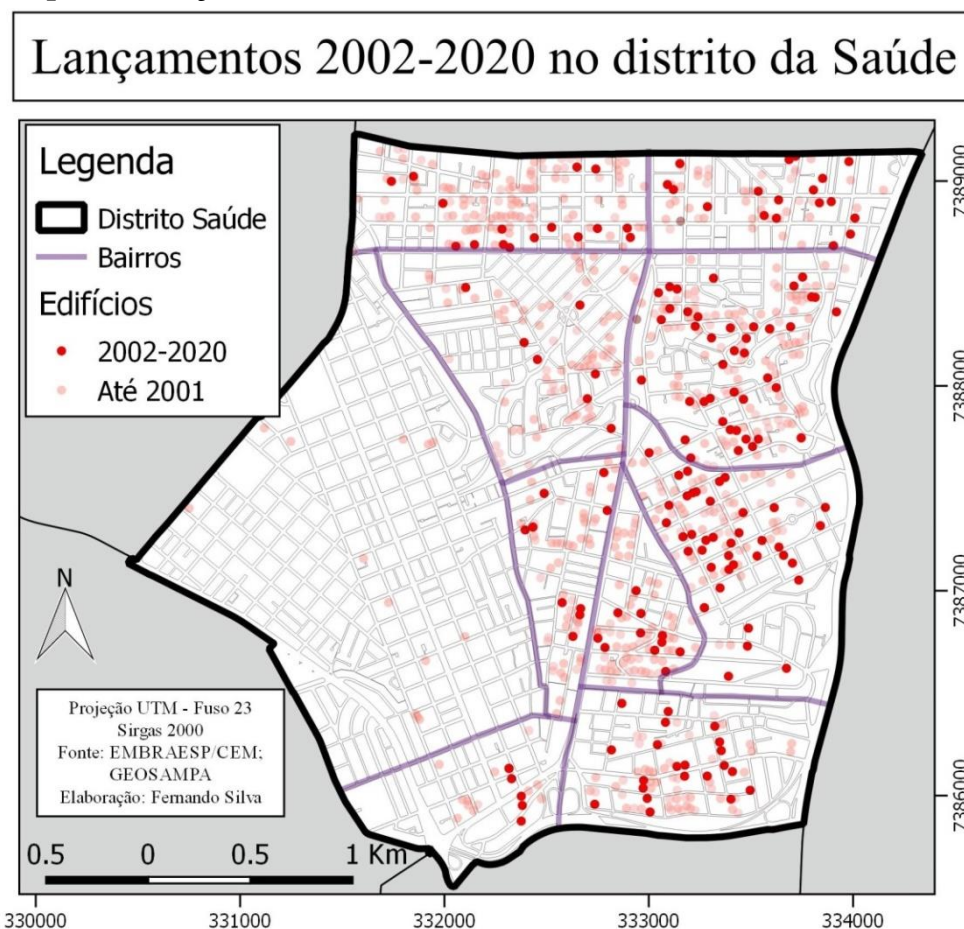 Lançamentos 2002-2020 no distrito da Saúde
Legenda
Distrito Saúde
Bairros
Edifícios
2002-2020
Até 2001
N
Projeção UTM - Fuso 23
Sirgas 2000
Fonte: EMBRAESP/CEM;
GEOSAMPA
Elaboração: Fernando Silva
0.5 0 0.5 1 Km
7389000
7388000
7387000
7386000
330000 331000 332000 333000 334000